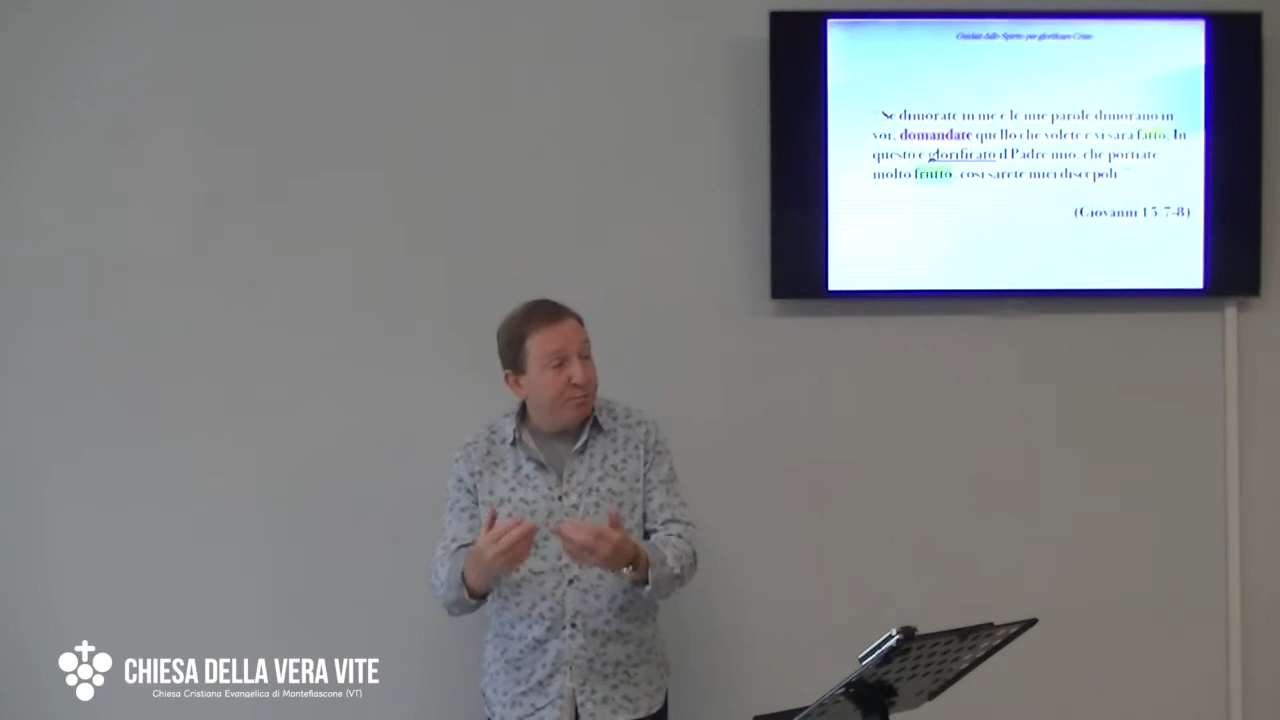 Guidati dallo Spirito per glorificare Cristo
"Se dimorate in me e le mie parole dimorano in
voi, domandate quello che volete e vi sarà fatto. In
questo è glorificato il Padre mio, che portiate
molto frutto, così sarete miei discepoli."
(Giovanni 15:7-8)
CHIESA DELLA VERA VITE
Chiesa Cristiana Evangelica di Montefiascone (VT)